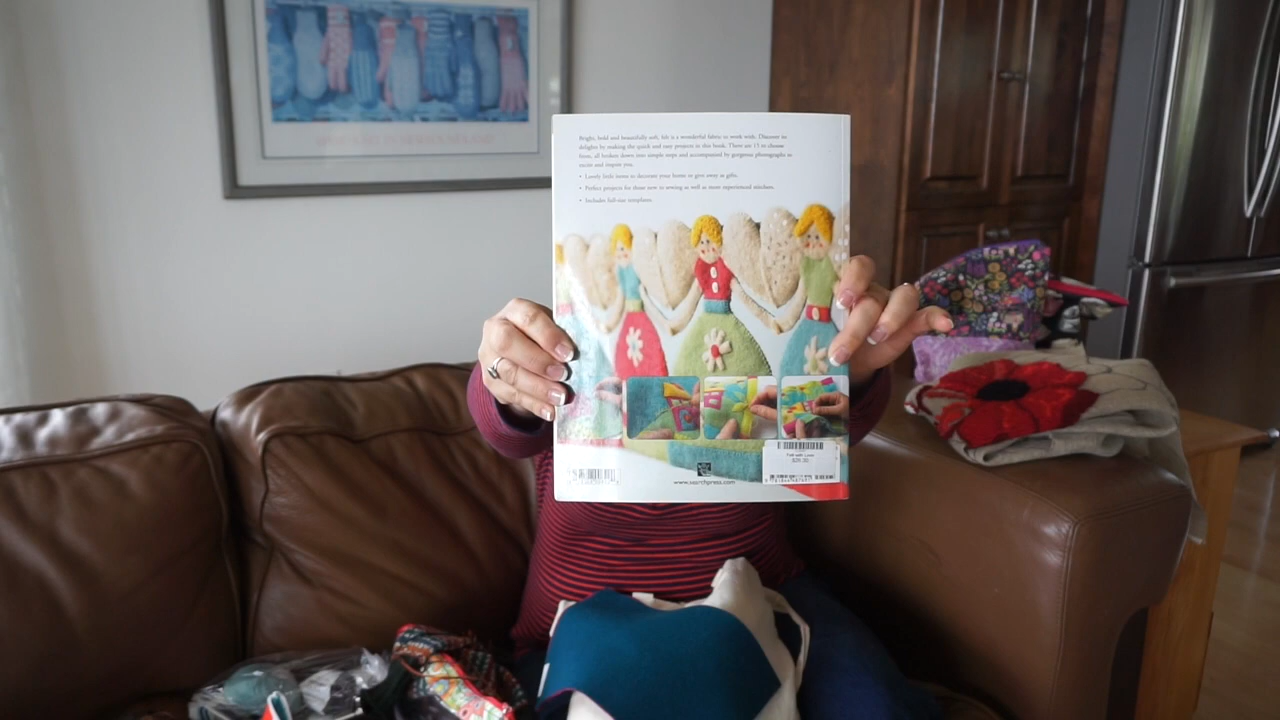 Bright, bold and beautifully soft, felt is a wonderful fabric to work with. Discover its
delights by making the quick and easy projects in this book. There are 15 to choose
from, all broken down into simple steps and accompanied by gorgeous photographs to
excite and inspire you.
• Lovely little items to decorate your home or give away as gifts.
• Perfect projects for those new to sewing as well as more experienced stitchers.
• Includes full-size templates.
Felt with Love
www.searchpress.com